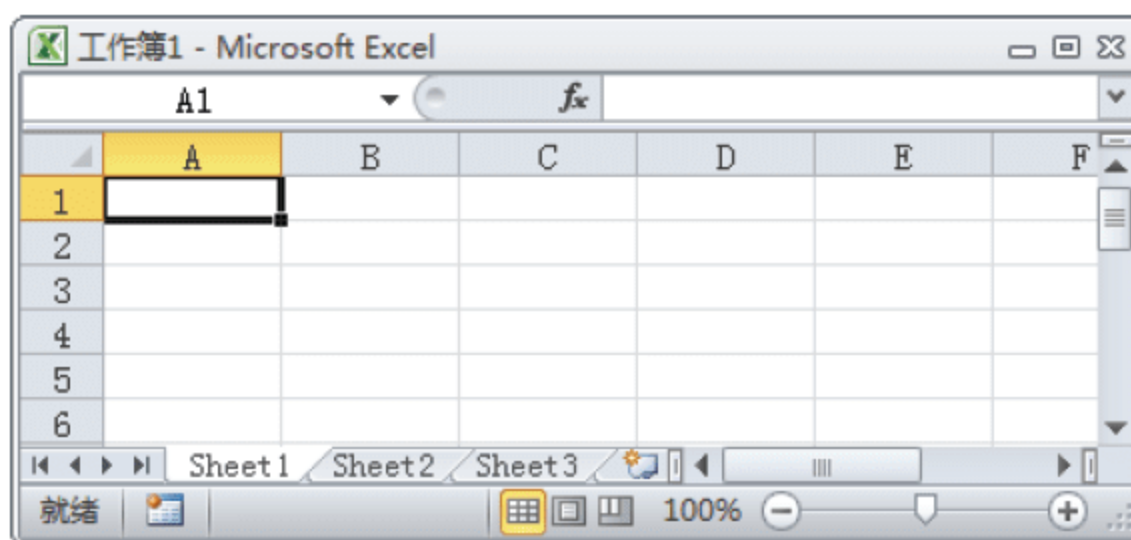 工作簿1 - Microsoft Excel
A1 fx
A B C D E F
1
2
3
4
5
6
Sheet1 Sheet2 Sheet3
就绪 100%